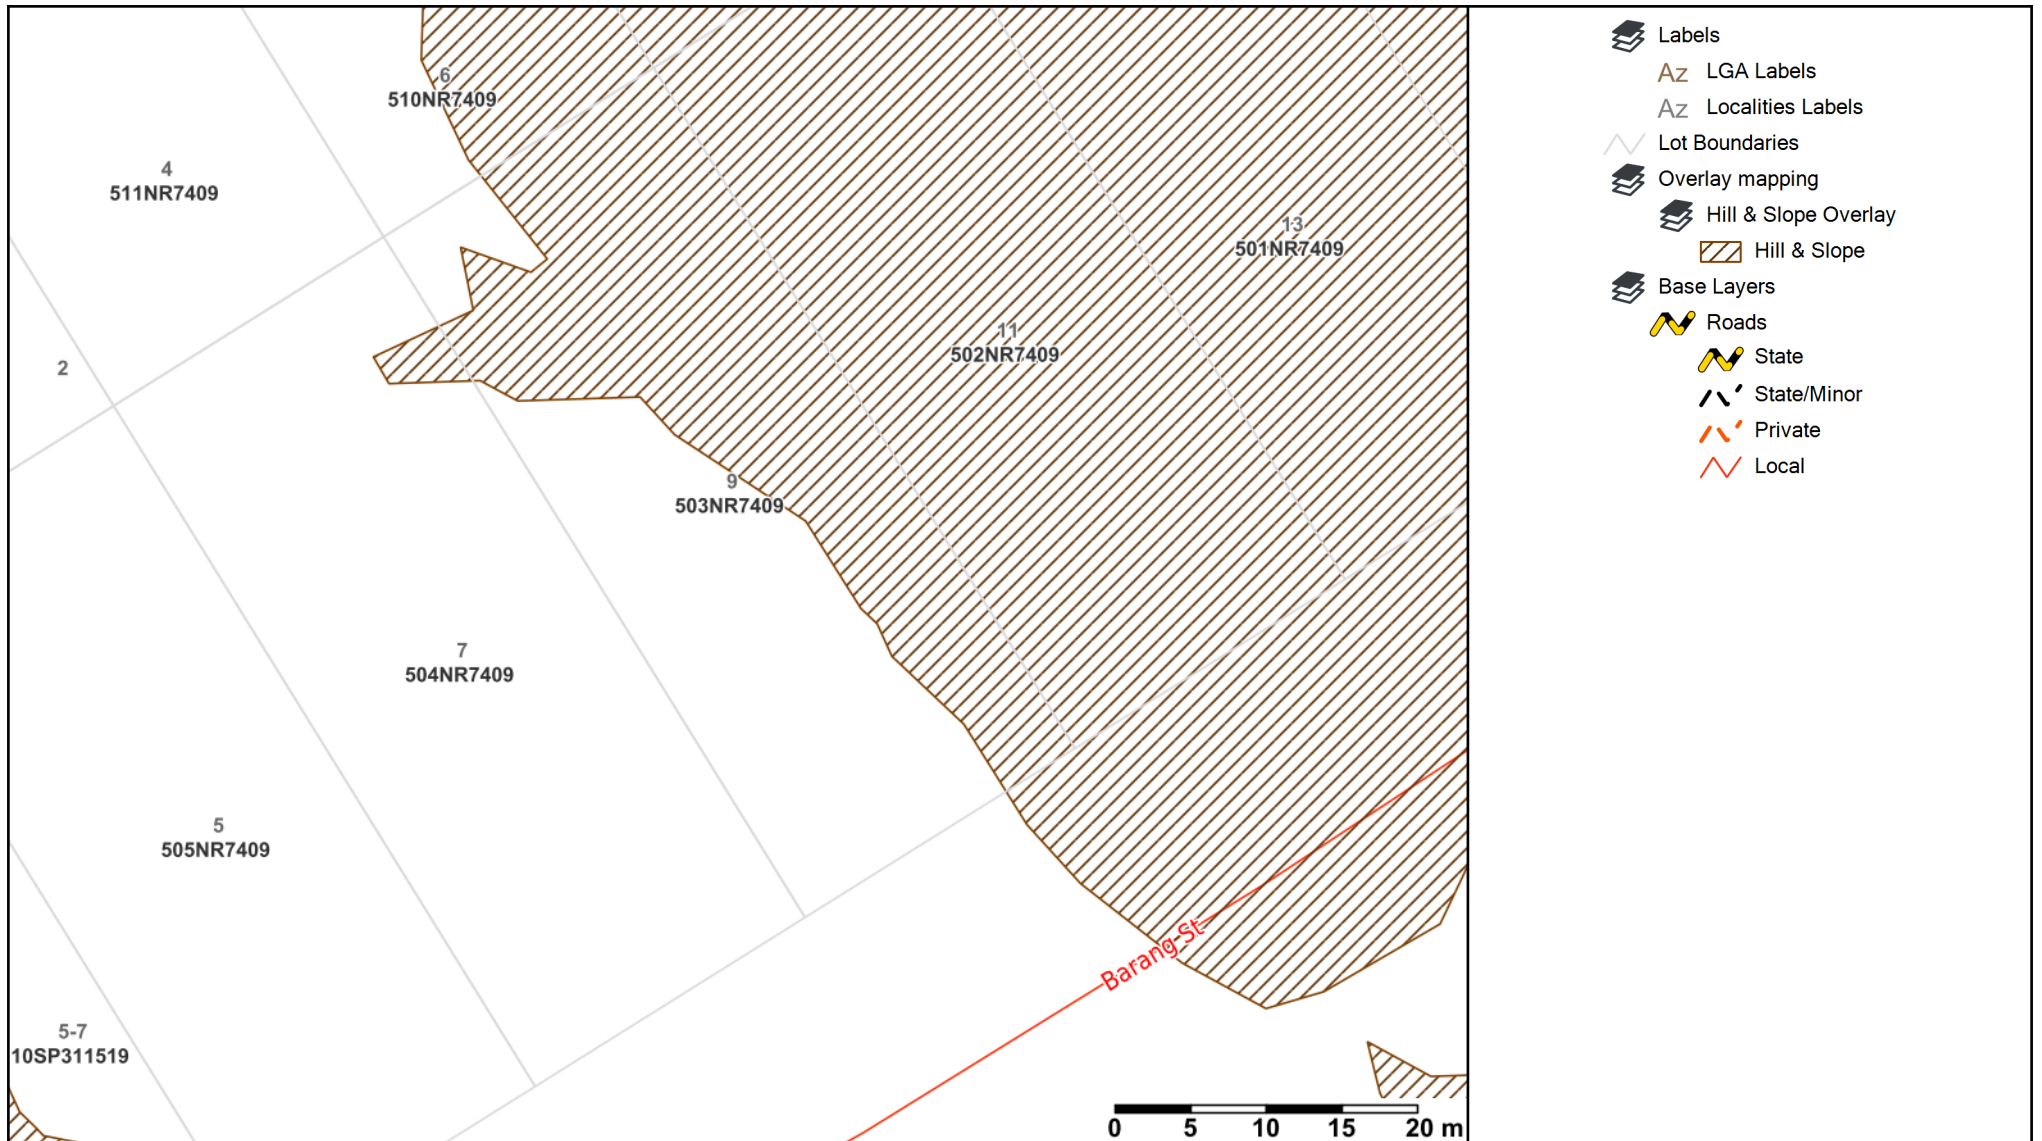 6
510NR7409
4
511NR7409
13
501NR7409
11
502NR7409
2
9
503NR7409
7
504NR7409
5
505NR7409
Barang St
5-7
10SP311519
0 5 10 15 20 m
Labels
Az LGA Labels
Az Localities Labels
Lot Boundaries
Overlay mapping
Hill & Slope Overlay
Hill & Slope
Base Layers
Roads
State
State/Minor
Private
Local